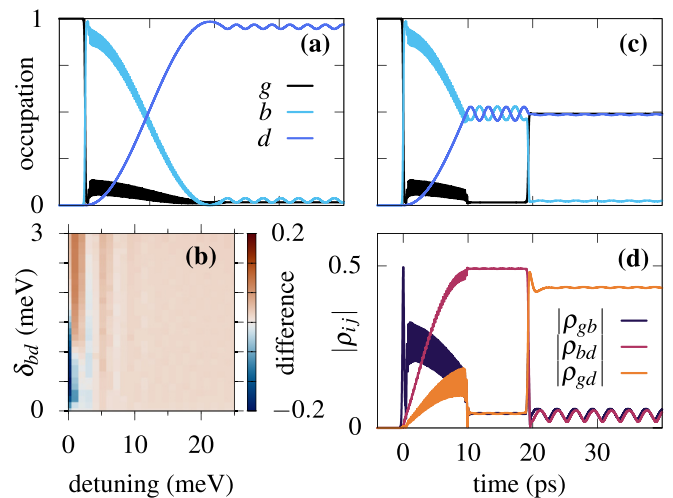 1
occupation
0
(a)
g
b
d
(c)
3
δbd (meV)
0
(b)
0.2
difference
−0.2
0
10
20
detuning (meV)
0.5
|ρij|
0
(d)
|ρgb|
|ρbd|
|ρgd|
0
10
20
30
time (ps)